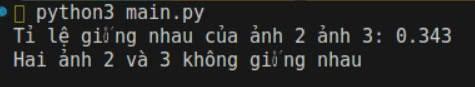 python3 main.py
Tỉ lệ giống nhau của ảnh 2 ảnh 3: 0.343
Hai ảnh 2 và 3 không giống nhau